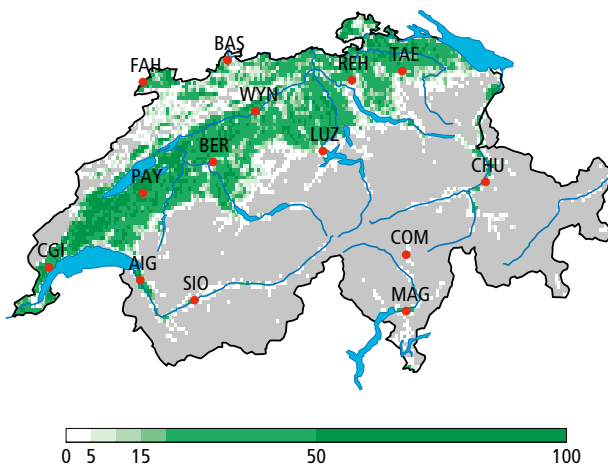 BAS
FAH
REH
TAE
WYN
BER
LUZ
PAY
CHU
CGI
AIG
COM
SIO
MAG
0 5 15 50 100